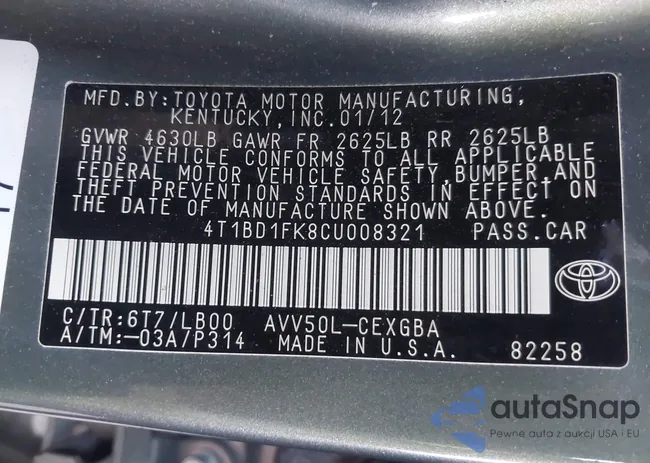 MFD.BY:TOYOTA MOTOR MANUFACTURING,
KENTUCKY, INC.01/12
GVWR 4630LB GAWR FR 2625LB RR 2625LB
THIS VEHICLE CONFORMS TO ALL APPLICABLE
FEDERAL MOTOR VEHICLE SAFETY,BUMPER,AND
THEFT PREVENTION STANDARDS IN EFFECT ON
THE DATE OF MANUFACTURE SHOWN ABOVE.
4T1BD1FK8CU008321 PASS.CAR
C/TR:6T7/LB00 AVV50L-CEXGBA
A/TM:-03A/P314 MADE IN U.S.A. 82258
autaSnap
Pewne auta z aukcji USA i EU